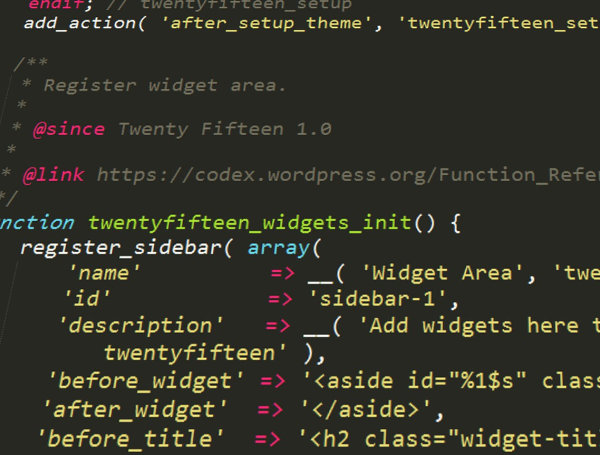 endif; // twentyfifteen_setup
add_action( 'after_setup_theme', 'twentyfifteen_set
/**
* Register widget area.
*
* @since Twenty Fifteen 1.0
*
* @link https://codex.wordpress.org/Function_Refe
*/
nction twentyfifteen_widgets_init() {
register_sidebar( array(
'name' => __( 'Widget Area', 'twe
'id' => 'sidebar-1',
'description' => __( 'Add widgets here t
twentyfifteen' ),
'before_widget' => '<aside id="%1$s" clas
'after_widget' => '</aside>',
'before_title' => '<h2 class="widget-tit